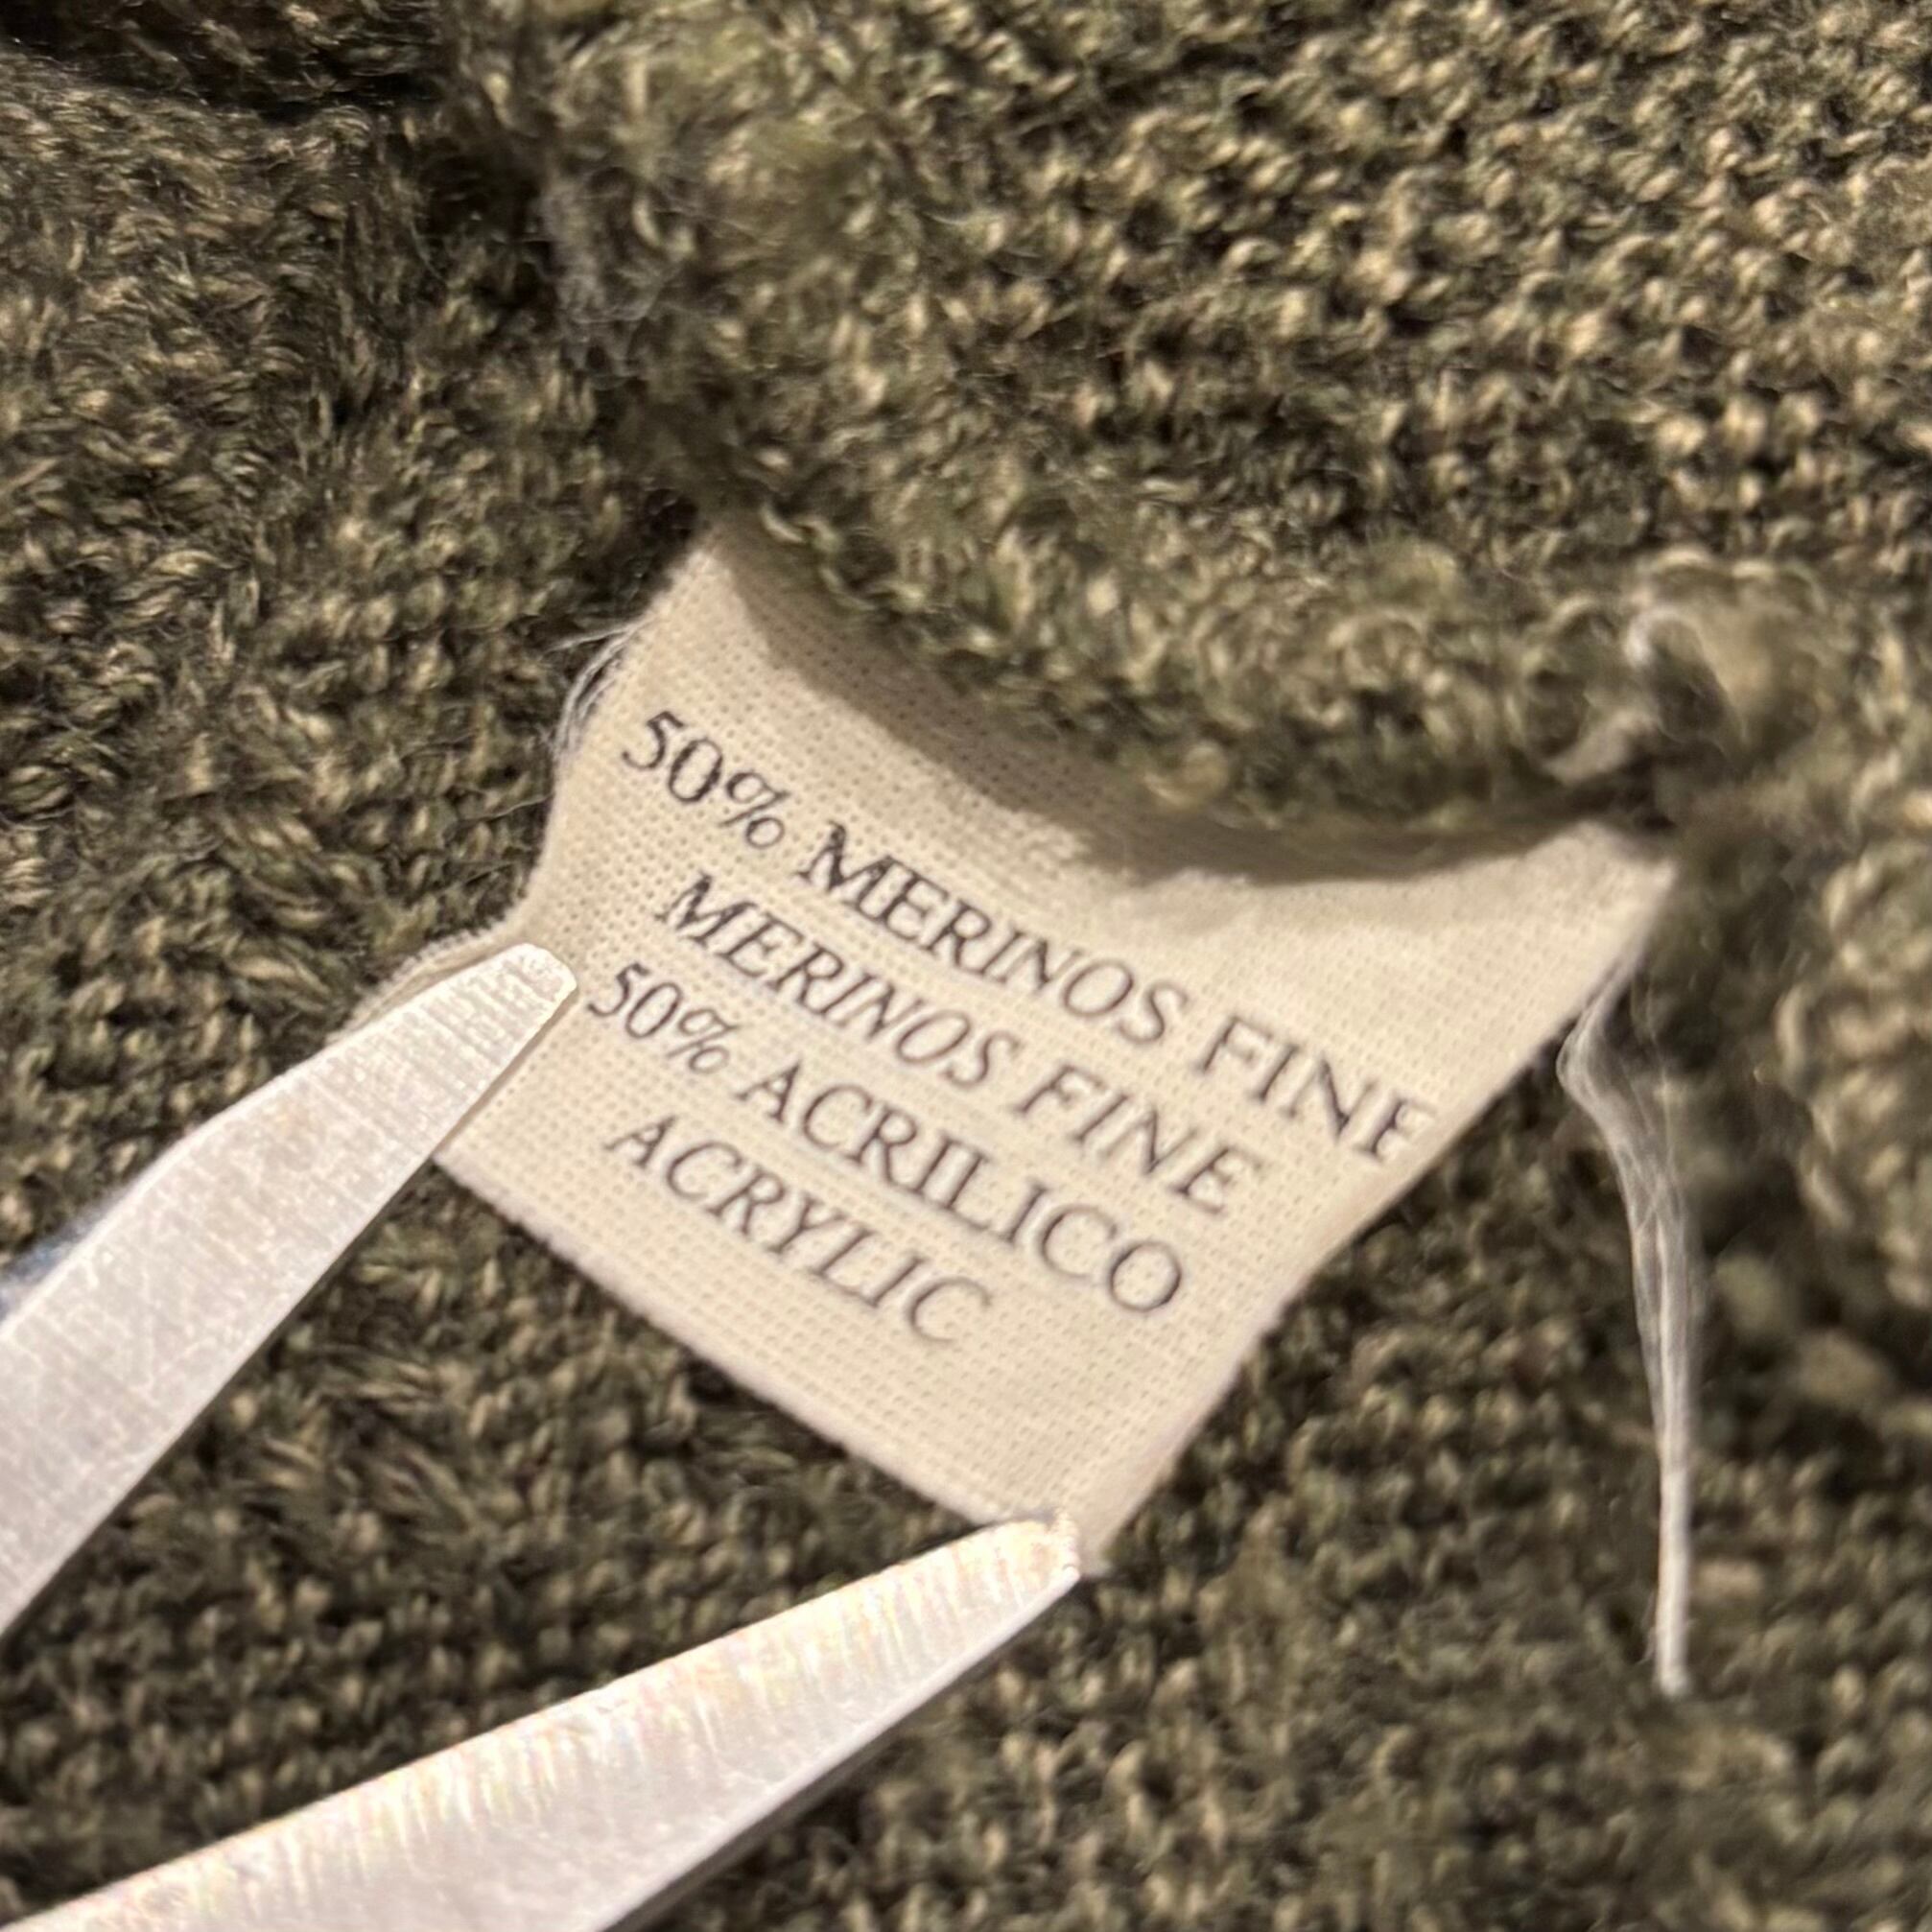 50% MERINOS FINE
MERINOS FINE
50% ACRILICO
ACRYLIC